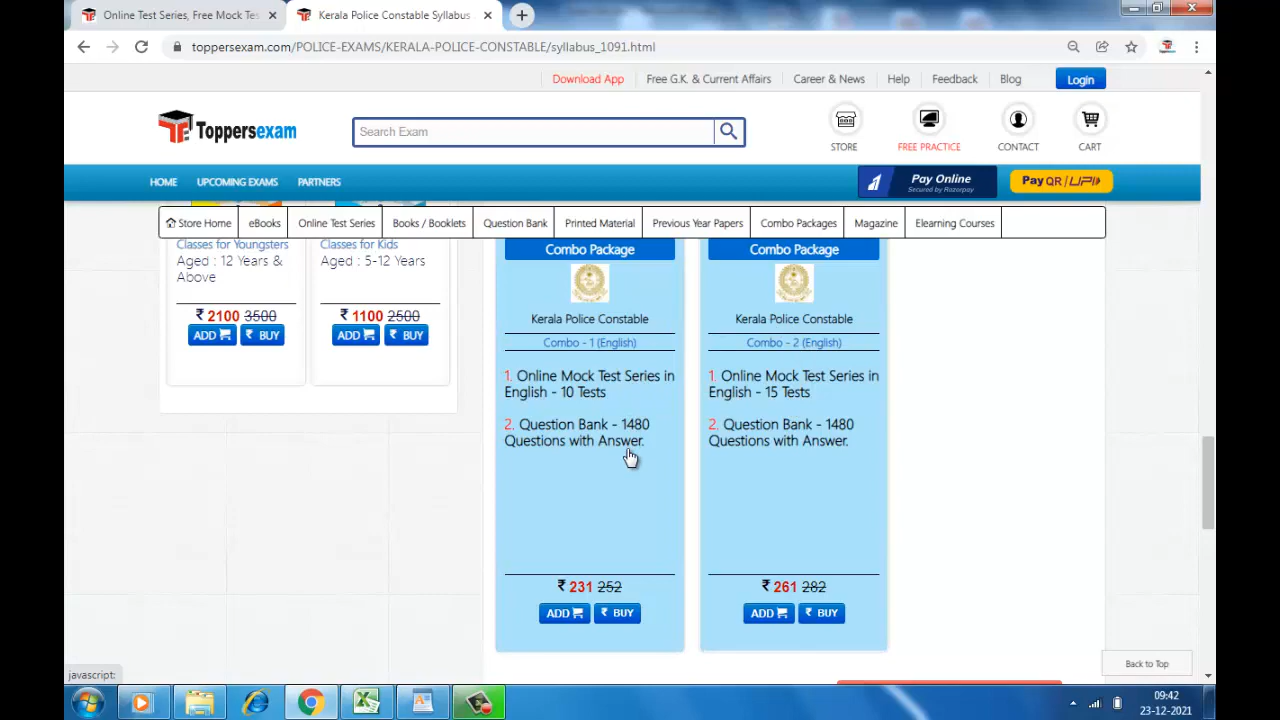 Online Test Series, Free Mock Tes
Kerala Police Constable Syllabus
toppersexam.com/POLICE-EXAMS/KERALA-POLICE-CONSTABLE/syllabus_1091.html
Download App Free G.K. & Current Affairs Career & News Help Feedback Blog Login
Toppersexam
Search Exam
STORE FREE PRACTICE CONTACT CART
HOME UPCOMING EXAMS PARTNERS
Pay Online
Secured by Razorpay
Pay QR / UPI
Store Home eBooks Online Test Series Books / Booklets Question Bank Printed Material Previous Year Papers Combo Packages Magazine Elearning Courses
Classes for Youngsters
Aged : 12 Years &
Above
₹ 2100 3500
ADD ₹ BUY
Classes for Kids
Aged : 5-12 Years
₹ 1100 2500
ADD ₹ BUY
Combo Package
Kerala Police Constable
Combo - 1 (English)
1. Online Mock Test Series in
English - 10 Tests
2. Question Bank - 1480
Questions with Answer.
₹ 231 252
ADD ₹ BUY
Combo Package
Kerala Police Constable
Combo - 2 (English)
1. Online Mock Test Series in
English - 15 Tests
2. Question Bank - 1480
Questions with Answer.
₹ 261 282
ADD ₹ BUY
Back to Top
javascript:
09:42
23-12-2021